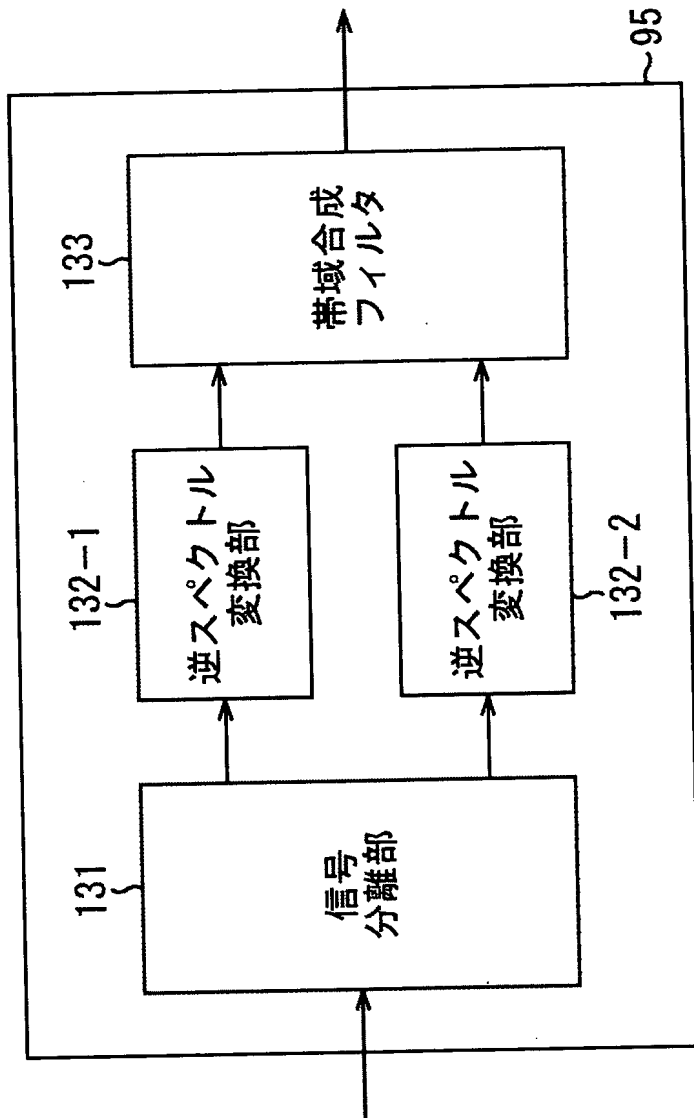 131
信号
分離部
132-1
逆スペクトル
変換部
逆スペクトル
変換部
132-2
133
帯域合成
フィルタ
95